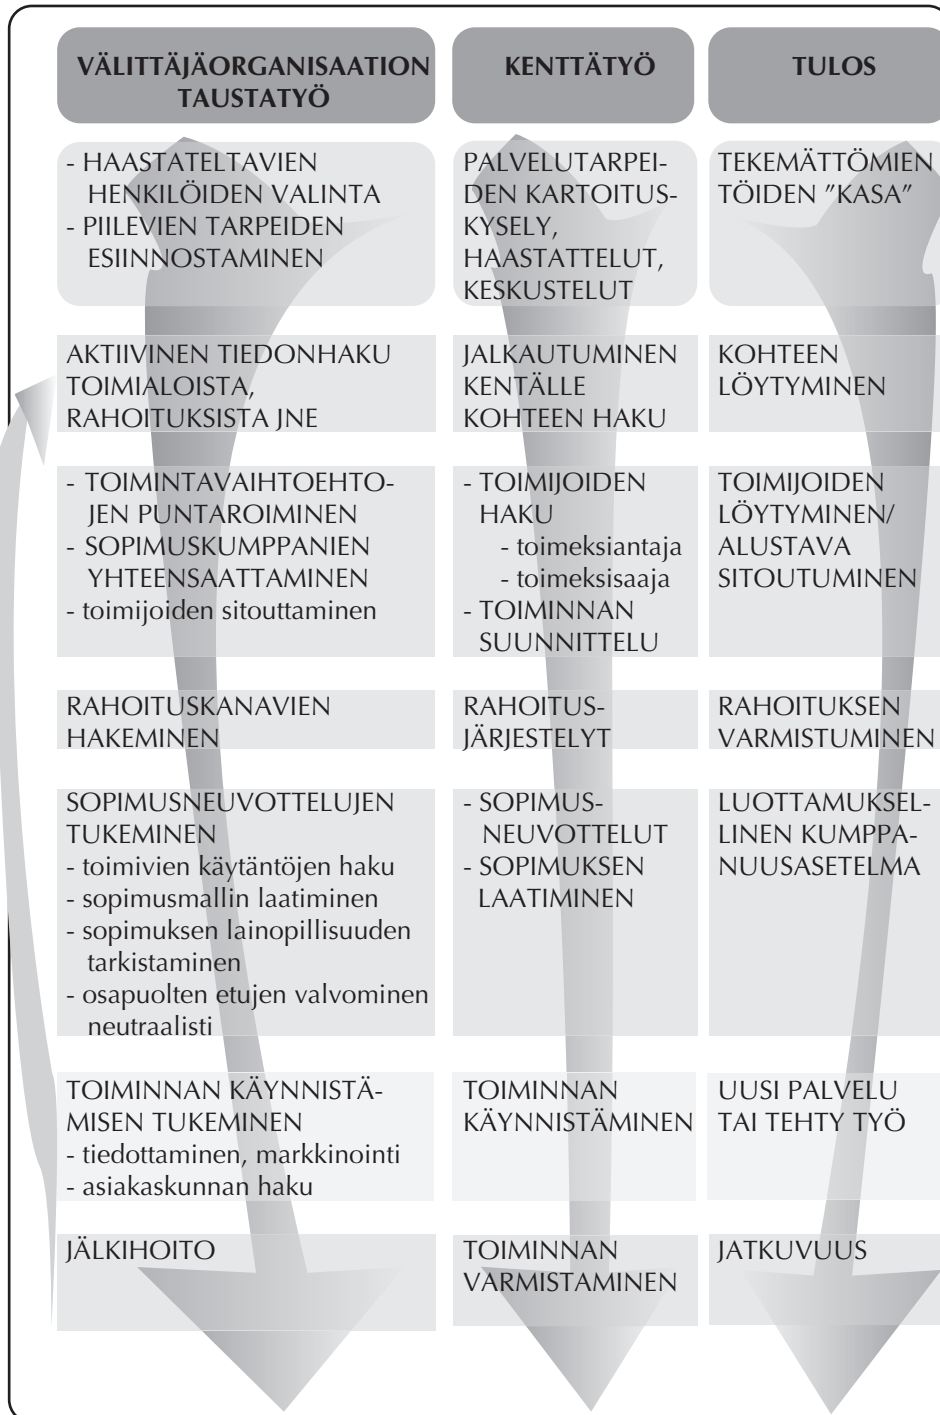 VÄLITTÄJÄORGANISAATION
TAUSTATYÖ
KENTTÄTYÖ
TULOS
- HAASTATELTAVIEN
HENKILÖIDEN VALINTA
- PIILEVIEN TARPEIDEN
ESIINNOSTAMINEN
PALVELUTARPEI-
DEN KARTOITUS-
KYSELY,
HAASTATTELUT,
KESKUSTELUT
TEKEMÄTTÖMIEN
TÖIDEN ”KASA”
AKTIIVINEN TIEDONHAKU
TOIMIALOISTA,
RAHOITUKSISTA JNE
JALKAUTUMINEN
KENTÄLLE
KOHTEEN HAKU
KOHTEEN
LÖYTYMINEN
- TOIMINTAVAIHTOEHTO-
JEN PUNTAROIMINEN
- SOPIMUSKUMPPANIEN
YHTEENSAATTAMINEN
- toimijoiden sitouttaminen
- TOIMIJOIDEN
HAKU
- toimeksiantaja
- toimeksisaaja
- TOIMINNAN
SUUNNITTELU
TOIMIJOIDEN
LÖYTYMINEN/
ALUSTAVA
SITOUTUMINEN
RAHOITUSKANAVIEN
HAKEMINEN
RAHOITUS-
JÄRJESTELYT
RAHOITUKSEN
VARMISTUMINEN
SOPIMUSNEUVOTTELUJEN
TUKEMINEN
- toimivien käytäntöjen haku
- sopimusmallin laatiminen
- sopimuksen lainopillisuuden
tarkistaminen
- osapuolten etujen valvominen
neutraalisti
- SOPIMUS-
NEUVOTTELUT
- SOPIMUKSEN
LAATIMINEN
LUOTTAMUKSEL-
LINEN KUMPPA-
NUUSASETELMA
TOIMINNAN KÄYNNISTÄ-
MISEN TUKEMINEN
- tiedottaminen, markkinointi
- asiakaskunnan haku
TOIMINNAN
KÄYNNISTÄMINEN
UUSI PALVELU
TAI TEHTY TYÖ
JÄLKIHOITO
TOIMINNAN
VARMISTAMINEN
JATKUVUUS